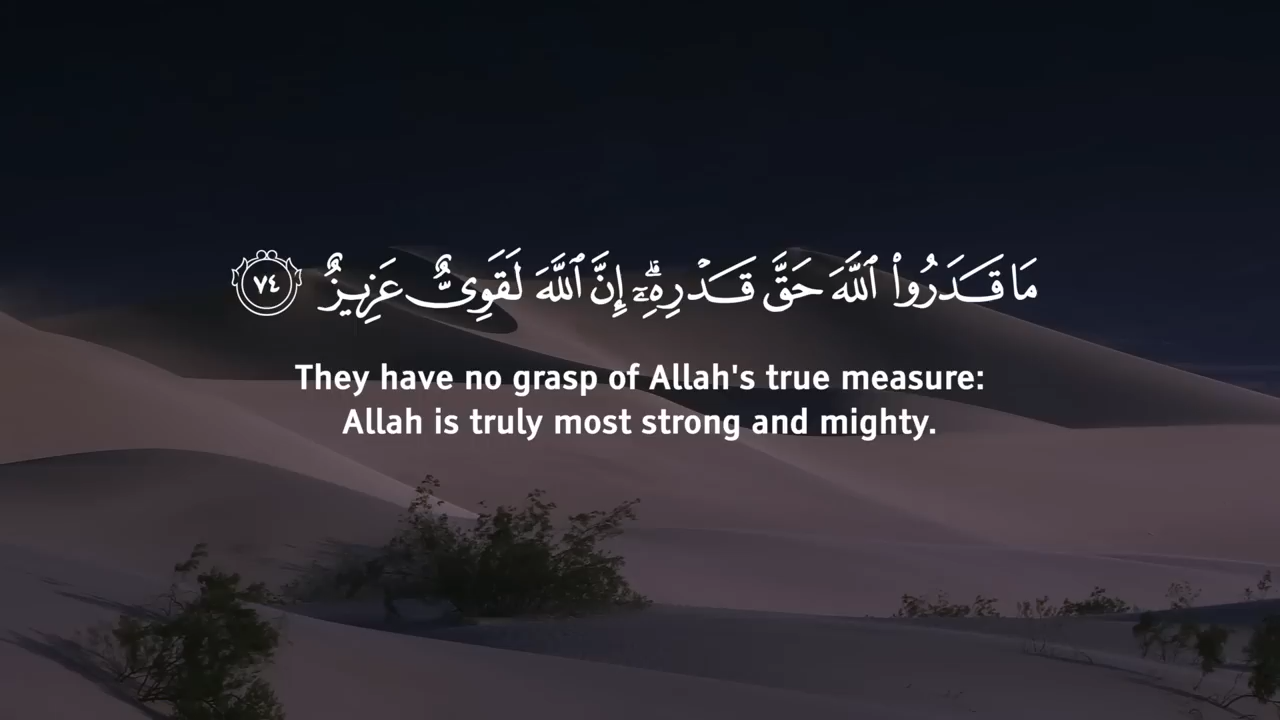 مَا قَدَرُوا۟ ٱللَّهَ حَقَّ قَدْرِهِۦٓ ۗ إِنَّ ٱللَّهَ لَقَوِىٌّ عَزِيزٌ ٧٤
They have no grasp of Allah's true measure:
Allah is truly most strong and mighty.